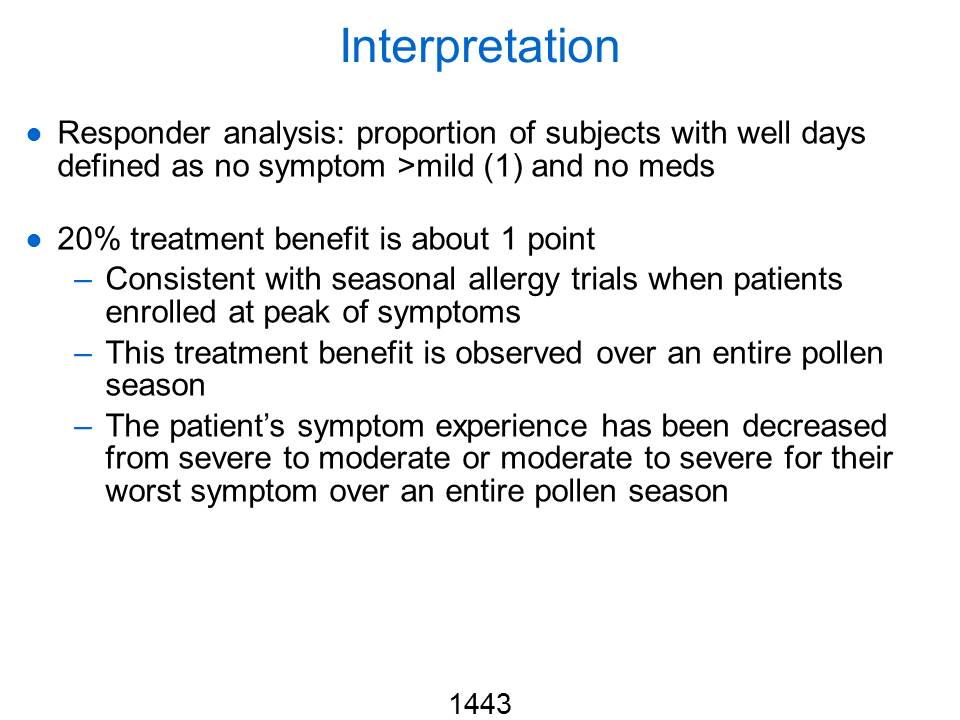 Interpretation
● Responder analysis: proportion of subjects with well days
defined as no symptom >mild (1) and no meds
● 20% treatment benefit is about 1 point
– Consistent with seasonal allergy trials when patients
enrolled at peak of symptoms
– This treatment benefit is observed over an entire pollen
season
– The patient’s symptom experience has been decreased
from severe to moderate or moderate to severe for their
worst symptom over an entire pollen season
1443